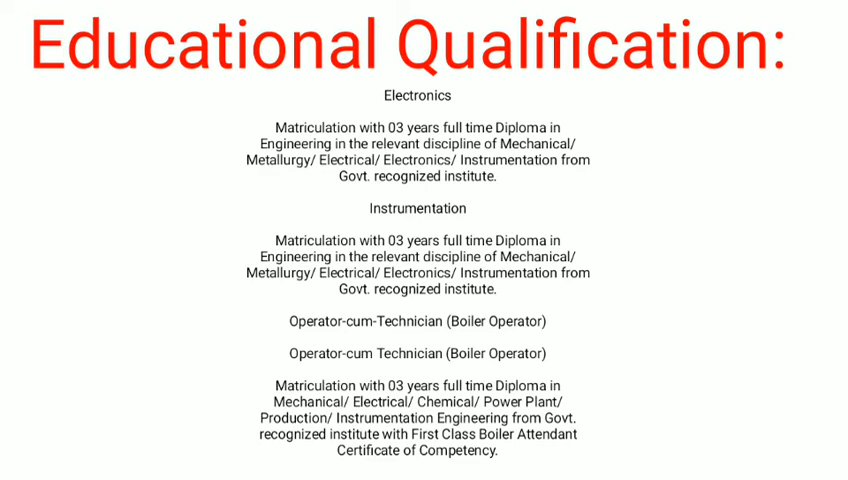 Educational Qualification:
Electronics
Matriculation with 03 years full time Diploma in
Engineering in the relevant discipline of Mechanical/
Metallurgy/ Electrical/ Electronics/ Instrumentation from
Govt. recognized institute.
Instrumentation
Matriculation with 03 years full time Diploma in
Engineering in the relevant discipline of Mechanical/
Metallurgy/ Electrical/ Electronics/ Instrumentation from
Govt. recognized institute.
Operator-cum-Technician (Boiler Operator)
Operator-cum Technician (Boiler Operator)
Matriculation with 03 years full time Diploma in
Mechanical/ Electrical/ Chemical/ Power Plant/
Production/ Instrumentation Engineering from Govt.
recognized institute with First Class Boiler Attendant
Certificate of Competency.